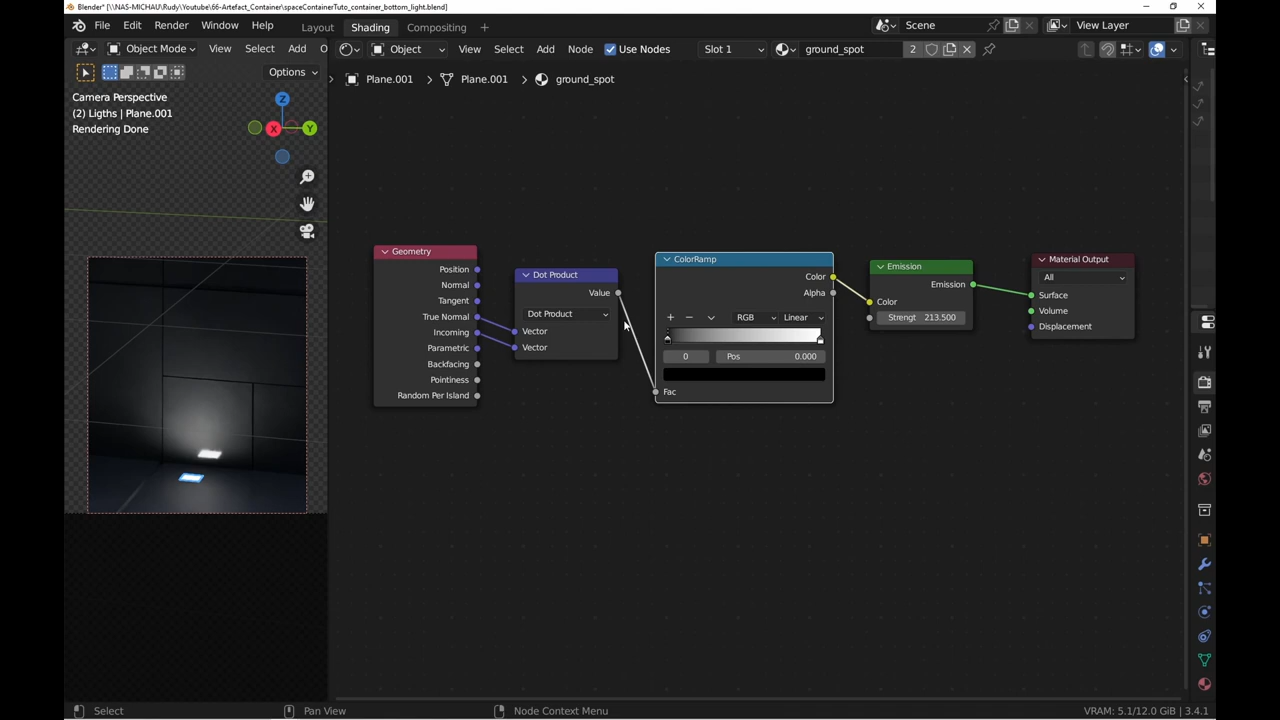 Blender* [\\NAS-MICHAU\Rudy\Youtube\66-Artefact_Container\spaceContainerTuto_container_bottom_light.blend]
File Edit Render Window Help Layout Shading Compositing + Scene View Layer
Object Mode View Select Add O Object View Select Add Node Use Nodes Slot 1 ground_spot 2
Options
Plane.001 Plane.001 ground_spot
Camera Perspective
(2) Ligths | Plane.001
Rendering Done
Z
X Y
Geometry
Position
Normal
Tangent
True Normal
Incoming
Parametric
Backfacing
Pointiness
Random Per Island
Dot Product
Value
Dot Product
Vector
Vector
ColorRamp
Color
Alpha
RGB Linear
0 Pos 0.000
Fac
Emission
Emission
Color
Strengt 213.500
Material Output
All
Surface
Volume
Displacement
Select Pan View Node Context Menu VRAM: 5.1/12.0 GiB | 3.4.1